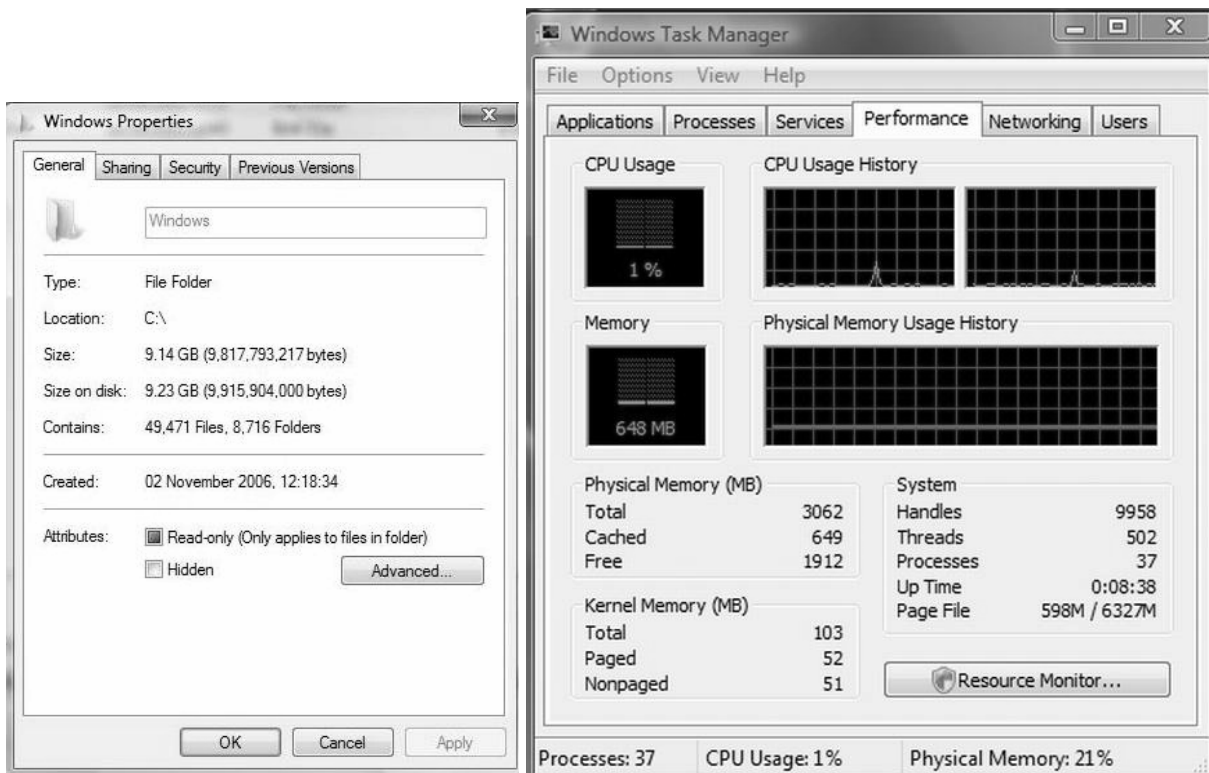 Windows Properties
General Sharing Security Previous Versions
Windows
Type: File Folder
Location: C:\
Size: 9.14 GB (9,817,793,217 bytes)
Size on disk: 9.23 GB (9,915,904,000 bytes)
Contains: 49,471 Files, 8,716 Folders
Created: 02 November 2006, 12:18:34
Attributes: Read-only (Only applies to files in folder)
Hidden Advanced...
OK Cancel Apply
Windows Task Manager
File Options View Help
Applications Processes Services Performance Networking Users
CPU Usage CPU Usage History
1 %
Memory Physical Memory Usage History
648 MB
Physical Memory (MB)
Total 3062
Cached 649
Free 1912
Kernel Memory (MB)
Total 103
Paged 52
Nonpaged 51
System
Handles 9958
Threads 502
Processes 37
Up Time 0:08:38
Page File 598M / 6327M
Resource Monitor...
Processes: 37 CPU Usage: 1% Physical Memory: 21%